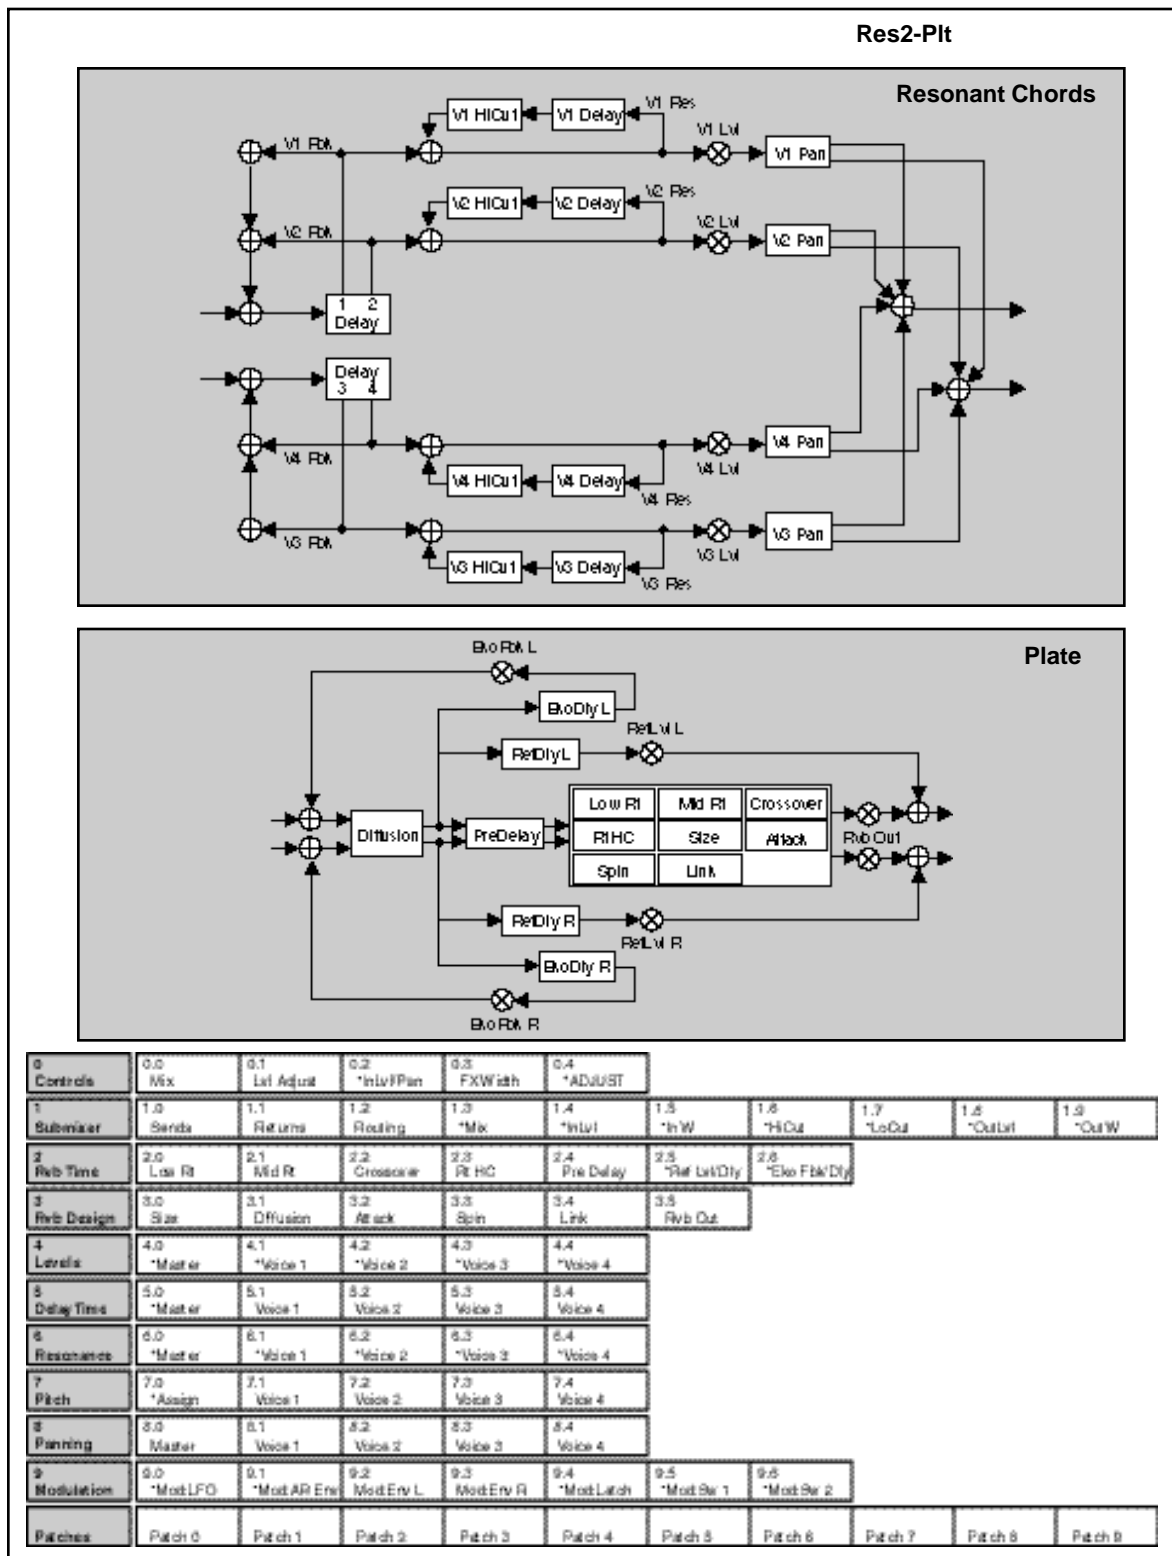 Res2-Plt
Resonant Chords
V1 HiCut V1 Delay V1 Res
V1 Fbk V1 Lvl V1 Pan
V2 HiCut V2 Delay V2 Res
V2 Fbk V2 Lvl V2 Pan
1 2
Delay
Delay
3 4
V4 Fbk V4 Lvl V4 Pan
V4 HiCut V4 Delay V4 Res
V3 Fbk V3 Lvl V3 Pan
V3 HiCut V3 Delay V3 Res
Plate
Eko Fbk L
EkoDly L
RefDly L RefLvl L
Low Rt Mid Rt Crossover
Diffusion PreDelay Rt HC Size Attack Rvb Out
Spin Link
RefDly R RefLvl R
EkoDly R
Eko Fbk R
0 0.0 0.1 0.2 0.3 0.4
Controls Mix Lvl Adjust *InLvl/Pan FX Width *ADJUST
1 1.0 1.1 1.2 1.3 1.4 1.5 1.6 1.7 1.8 1.9
Submixer Sends Returns Routing *Mix *InLvl *In W *HiCut *LoCut *OutLvl *Out W
2 2.0 2.1 2.2 2.3 2.4 2.5 2.6
Rvb Time Low Rt Mid Rt Crossover Rt HC Pre Delay *Ref Lvl/Dly *Eko Fbk/Dly
3 3.0 3.1 3.2 3.3 3.4 3.5
Rvb Design Size Diffusion Attack Spin Link Rvb Out
4 4.0 4.1 4.2 4.3 4.4
Levels *Master *Voice 1 *Voice 2 *Voice 3 *Voice 4
5 5.0 5.1 5.2 5.3 5.4
Delay Time *Master Voice 1 Voice 2 Voice 3 Voice 4
6 6.0 6.1 6.2 6.3 6.4
Resonance *Master *Voice 1 *Voice 2 *Voice 3 *Voice 4
7 7.0 7.1 7.2 7.3 7.4
Pitch *Assign Voice 1 Voice 2 Voice 3 Voice 4
8 8.0 8.1 8.2 8.3 8.4
Panning Master Voice 1 Voice 2 Voice 3 Voice 4
9 9.0 9.1 9.2 9.3 9.4 9.5 9.6
Modulation *Mod:LFO *Mod:AR Env Mod:Env L Mod:Env R *Mod:Latch *Mod:Sw 1 *Mod:Sw 2
Patches Patch 0 Patch 1 Patch 2 Patch 3 Patch 4 Patch 5 Patch 6 Patch 7 Patch 8 Patch 9